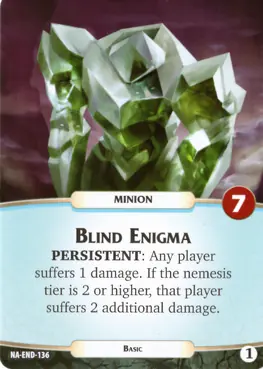 MINION
7
BLIND ENIGMA
PERSISTENT: Any player
suffers 1 damage. If the nemesis
tier is 2 or higher, that player
suffers 2 additional damage.
NA-END-136
BASIC
1